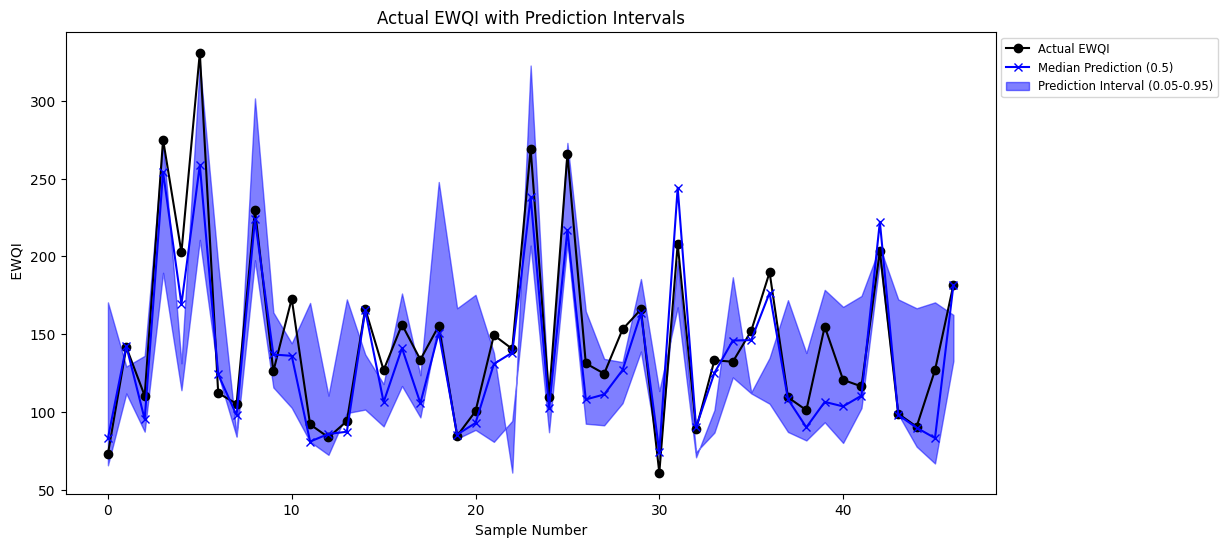 Actual EWQI with Prediction Intervals
Actual EWQI
Median Prediction (0.5)
Prediction Interval (0.05-0.95)
EWQI
300
250
200
150
100
50
0
10
20
30
40
Sample Number